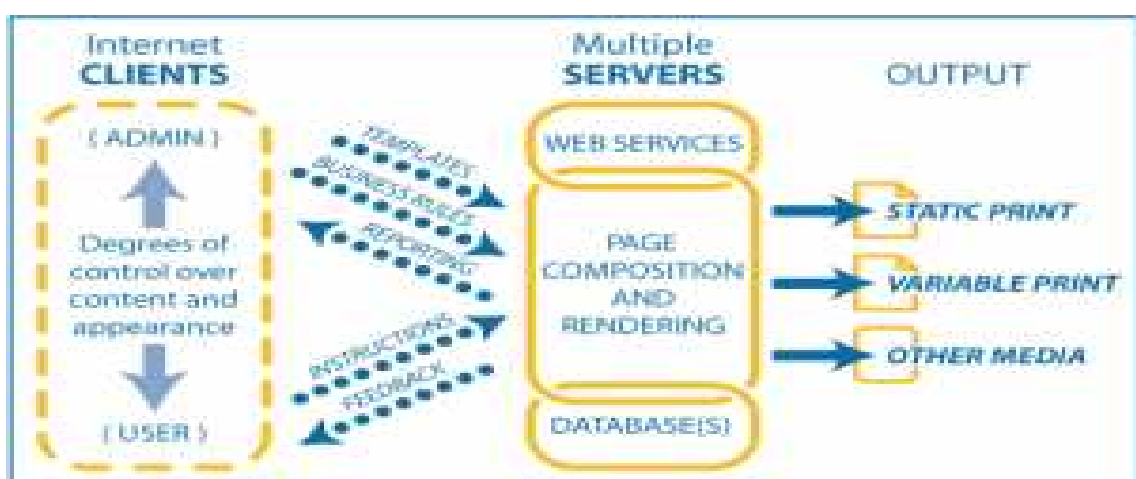 Internet
CLIENTS
( ADMIN )
Degrees of
control over
content and
appearance
( USER )
TEMPLATES
BUSINESS RULES
REPORTING
INSTRUCTIONS
FEEDBACK
Multiple
SERVERS
WEB SERVICES
PAGE
COMPOSITION
AND
RENDERING
DATABASE(S)
OUTPUT
STATIC PRINT
VARIABLE PRINT
OTHER MEDIA